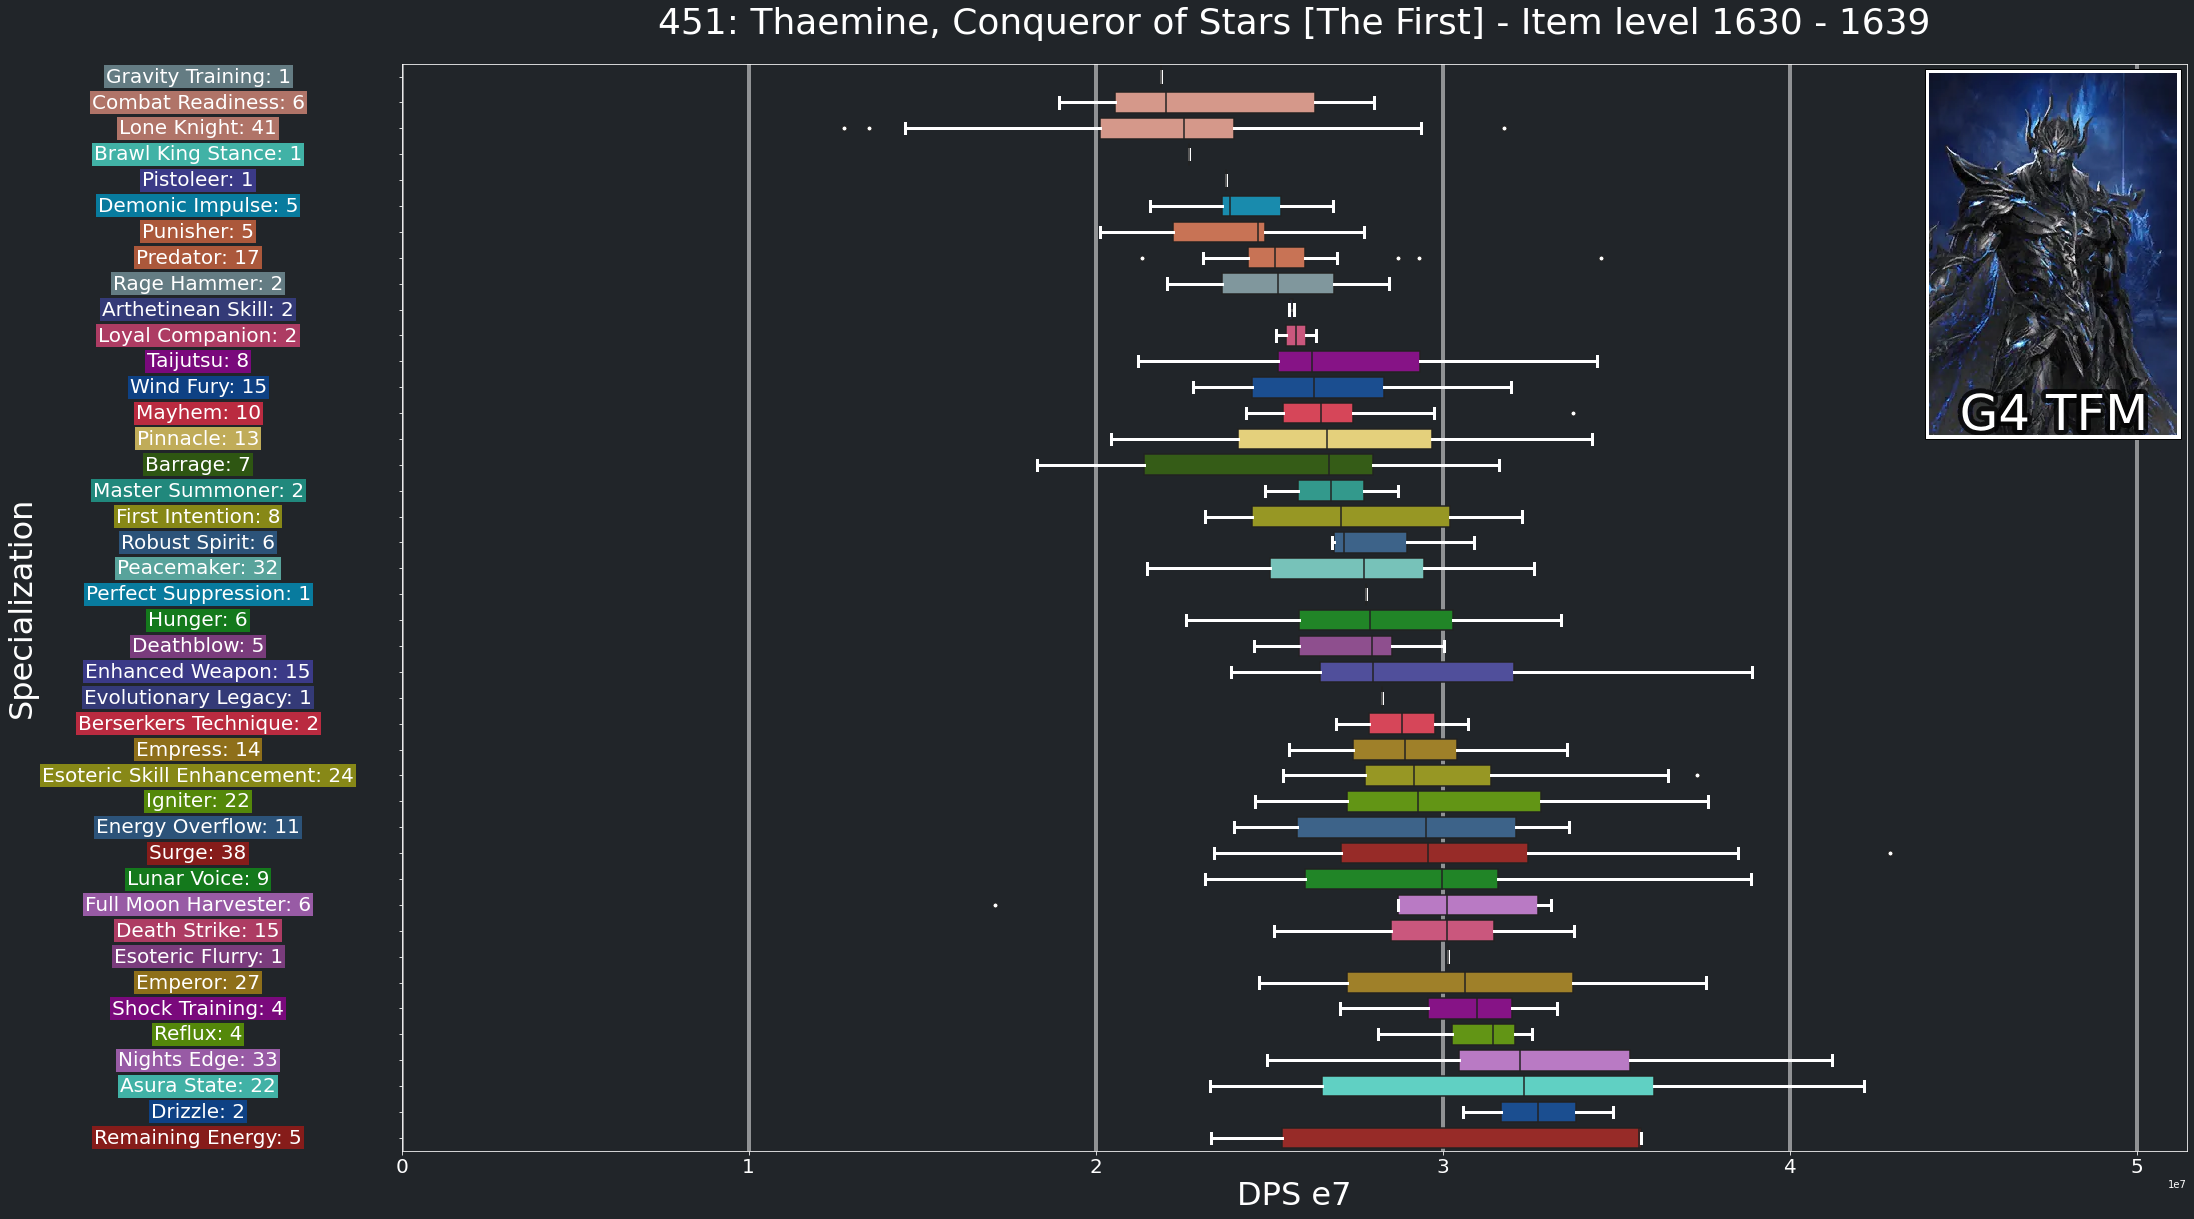 451: Thaemine, Conqueror of Stars [The First] - Item level 1630 - 1639
Gravity Training: 1
Combat Readiness: 6
Lone Knight: 41
Brawl King Stance: 1
Pistoleer: 1
Demonic Impulse: 5
Punisher: 5
Predator: 17
Rage Hammer: 2
Arthetinean Skill: 2
Loyal Companion: 2
Taijutsu: 8
Wind Fury: 15
Mayhem: 10
Pinnacle: 13
Barrage: 7
Master Summoner: 2
First Intention: 8
Robust Spirit: 6
Peacemaker: 32
Perfect Suppression: 1
Hunger: 6
Deathblow: 5
Enhanced Weapon: 15
Evolutionary Legacy: 1
Berserkers Technique: 2
Empress: 14
Esoteric Skill Enhancement: 24
Igniter: 22
Energy Overflow: 11
Surge: 38
Lunar Voice: 9
Full Moon Harvester: 6
Death Strike: 15
Esoteric Flurry: 1
Emperor: 27
Shock Training: 4
Reflux: 4
Nights Edge: 33
Asura State: 22
Drizzle: 2
Remaining Energy: 5
Specialization
G4 TFM
0 1 2 3 4 5
DPS e7
1e7